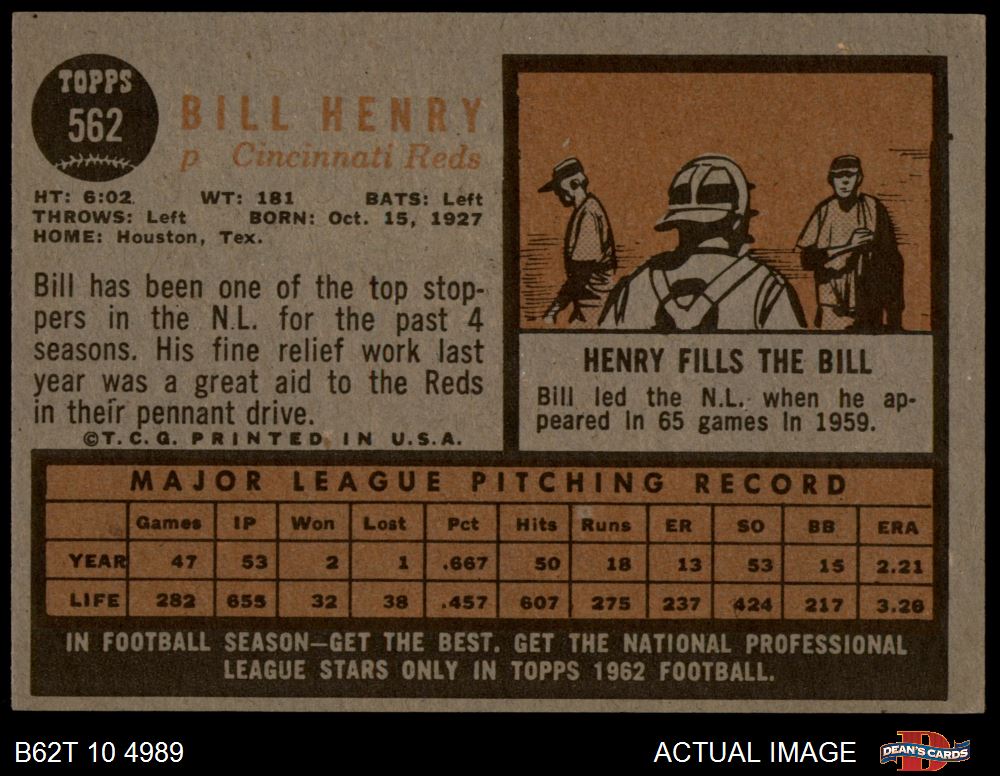 TOPPS
562
BILL HENRY
p Cincinnati Reds
HT: 6:02. WT: 181 BATS: Left
THROWS: Left BORN: Oct. 15, 1927
HOME: Houston, Tex.
Bill has been one of the top stop-
pers in the N.L. for the past 4
seasons. His fine relief work last
year was a great aid to the Reds
in their pennant drive.
©T.C.G. PRINTED IN U.S.A.
HENRY FILLS THE BILL
Bill led the N.L. when he ap-
peared in 65 games in 1959.
MAJOR LEAGUE PITCHING RECORD
Games IP Won Lost Pct Hits Runs ER SO BB ERA
YEAR 47 53 2 1 .667 50 18 13 53 15 2.21
LIFE 282 655 32 38 .457 607 275 237 424 217 3.26
IN FOOTBALL SEASON—GET THE BEST. GET THE NATIONAL PROFESSIONAL
LEAGUE STARS ONLY IN TOPPS 1962 FOOTBALL.
B62T 10 4989 ACTUAL IMAGE DEAN'S CARDS